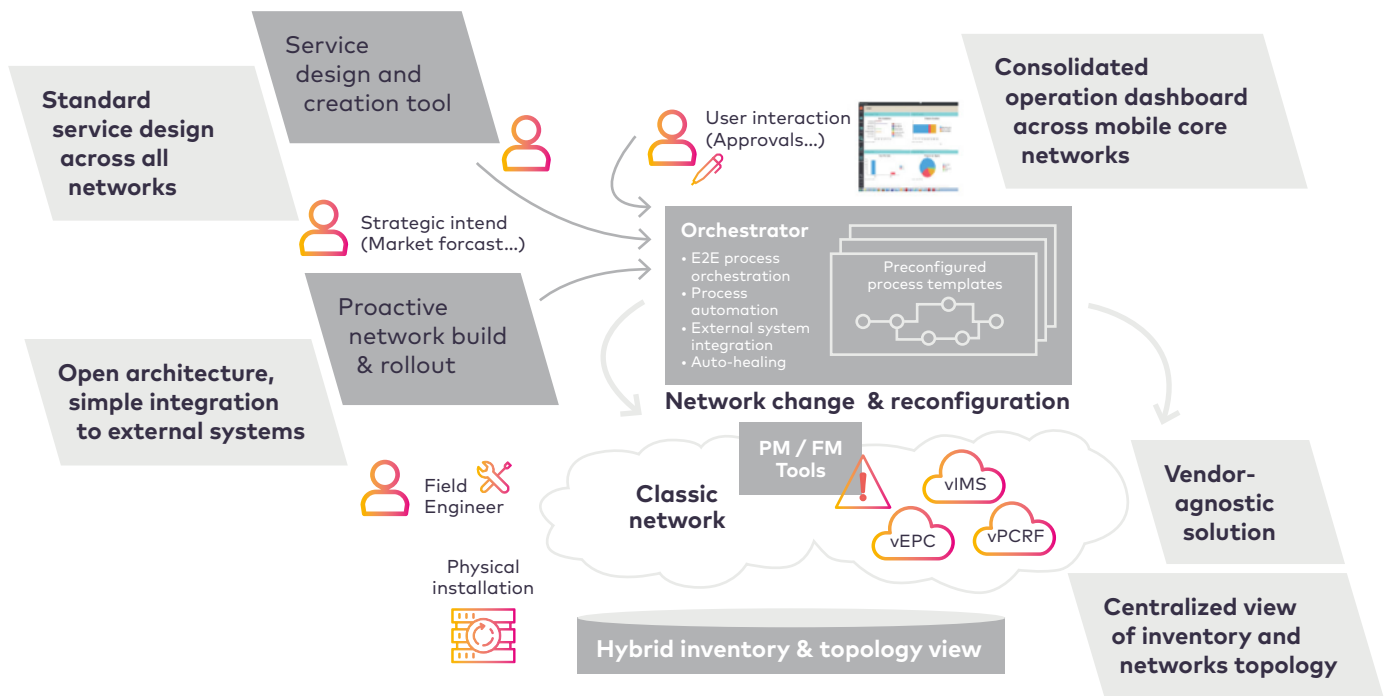 Standard
service design
across all
networks
Service
design and
creation tool
User interaction
(Approvals...)
Consolidated
operation dashboard
across mobile core
networks
Strategic intend
(Market forcast...)
Orchestrator
• E2E process
orchestration
• Process
automation
• External system
integration
• Auto-healing
Preconfigured
process templates
Proactive
network build
& rollout
Open architecture,
simple integration
to external systems
Network change & reconfiguration
PM / FM
Tools
Classic
network
!
vIMS
vEPC
vPCRF
Field
Engineer
Vendor-
agnostic
solution
Physical
installation
Centralized view
of inventory and
networks topology
Hybrid inventory & topology view